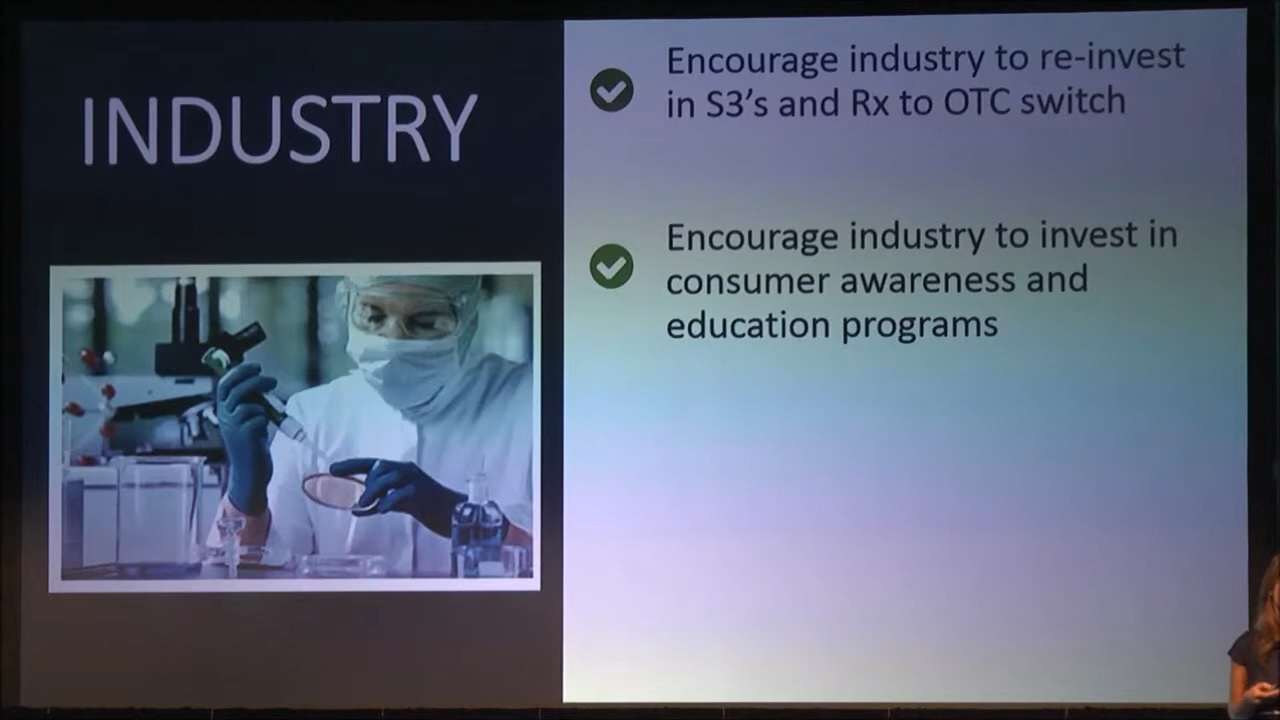 INDUSTRY
Encourage industry to re-invest
in S3's and Rx to OTC switch
Encourage industry to invest in
consumer awareness and
education programs